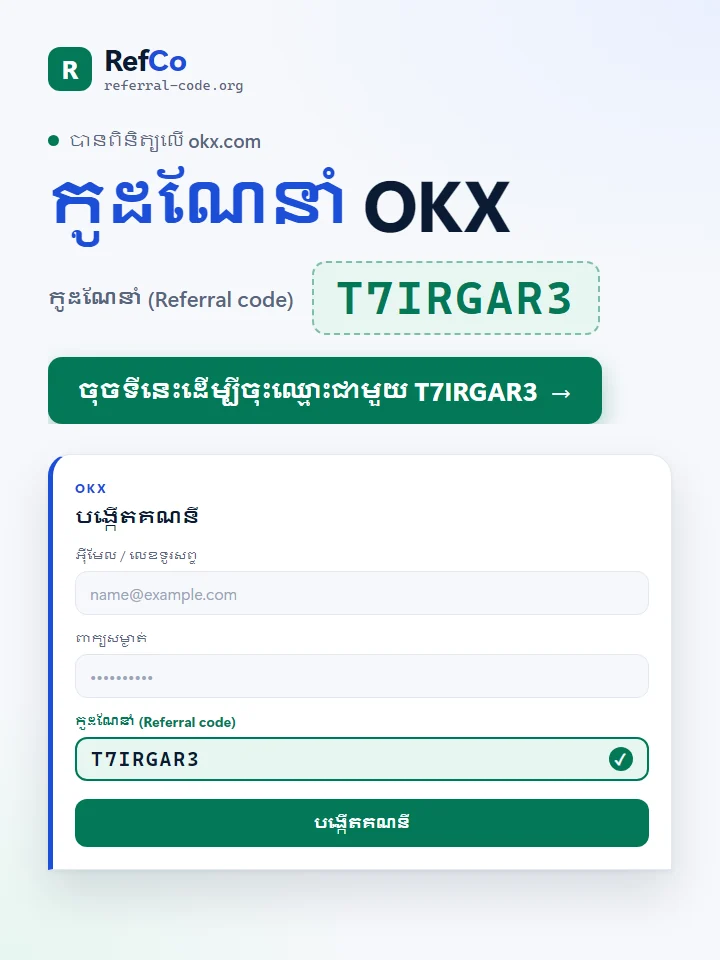 R
RefCo
referral-code.org
បានពិនិត្យលើ okx.com
កូដណែនាំ OKX
កូដណែនាំ (Referral code)
T7IRGAR3
ចុចទីនេះដើម្បីចុះឈ្មោះជាមួយ T7IRGAR3 →
OKX
បង្កើតគណនី
អ៊ីមែល / លេខទូរសព្ទ
name@example.com
ពាក្យសម្ងាត់
••••••••••
កូដណែនាំ (Referral code)
T7IRGAR3
បង្កើតគណនី